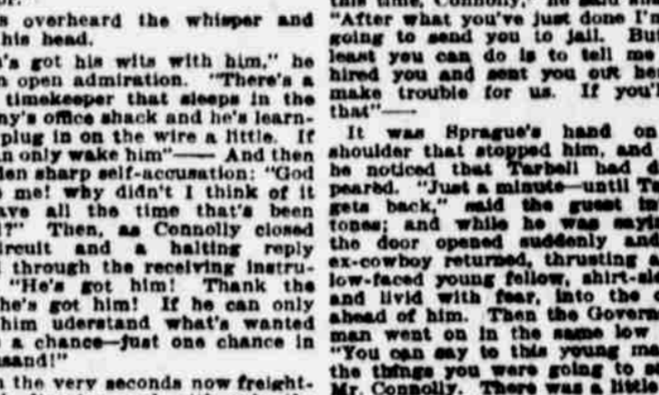 overheard the whisper and
his head.
's got his wits with him," he
open admiration. "There's a
timekeeper that sleeps in the
ny's office shack and he's learn-
plug in on the wire a little. If
n only wake him"— And then
den sharp self-accusation: "God
me! why didn't I think of it
ave all the time that's been
?" Then, as Connolly closed
ircuit and a halting reply
through the receiving instru-
"He's got him! Thank the
he's got him! If he can only
him uderstand what's wanted
a chance—just one chance in
usand!"
the very seconds now freight-
this time, Connolly," he said
"After what you've just done I'm
going to send you to jail. But
least you can do is to tell me
hired you and sent you out her
make trouble for us. If you'l
that"—
It was Sprague's hand on
shoulder that stopped him, and
he noticed that Tarbell had d
peared. "Just a minute—until Ta
gets back," said the guest in
tones; and while he was sayi
the door opened suddenly and
ex-cowboy returned, thrusting a
low-faced young fellow, shirt-sle
and livid with fear, into the
ahead of him. Then the Governm
man went on in the same low
"You can say to this young ma
the things you were going to s
Mr. Connolly. There was a little